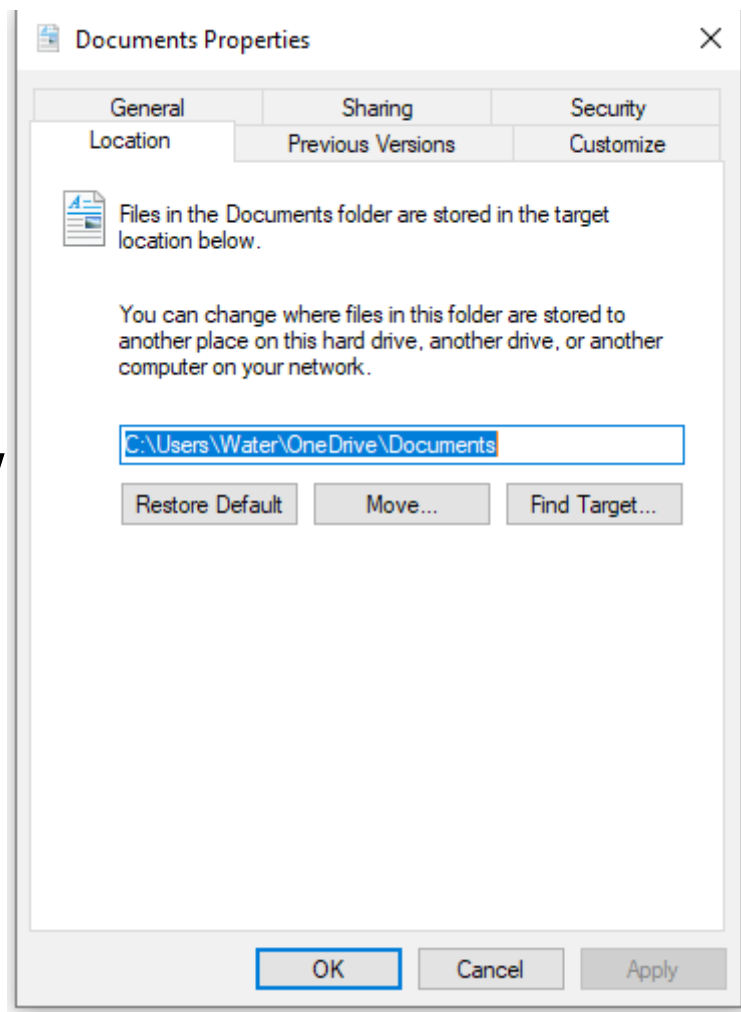 Documents Properties
General Sharing Security
Location Previous Versions Customize
Files in the Documents folder are stored in the target
location below.
You can change where files in this folder are stored to
another place on this hard drive, another drive, or another
computer on your network.
C:\Users\Water\OneDrive\Documents
Restore Default Move... Find Target...
OK Cancel Apply